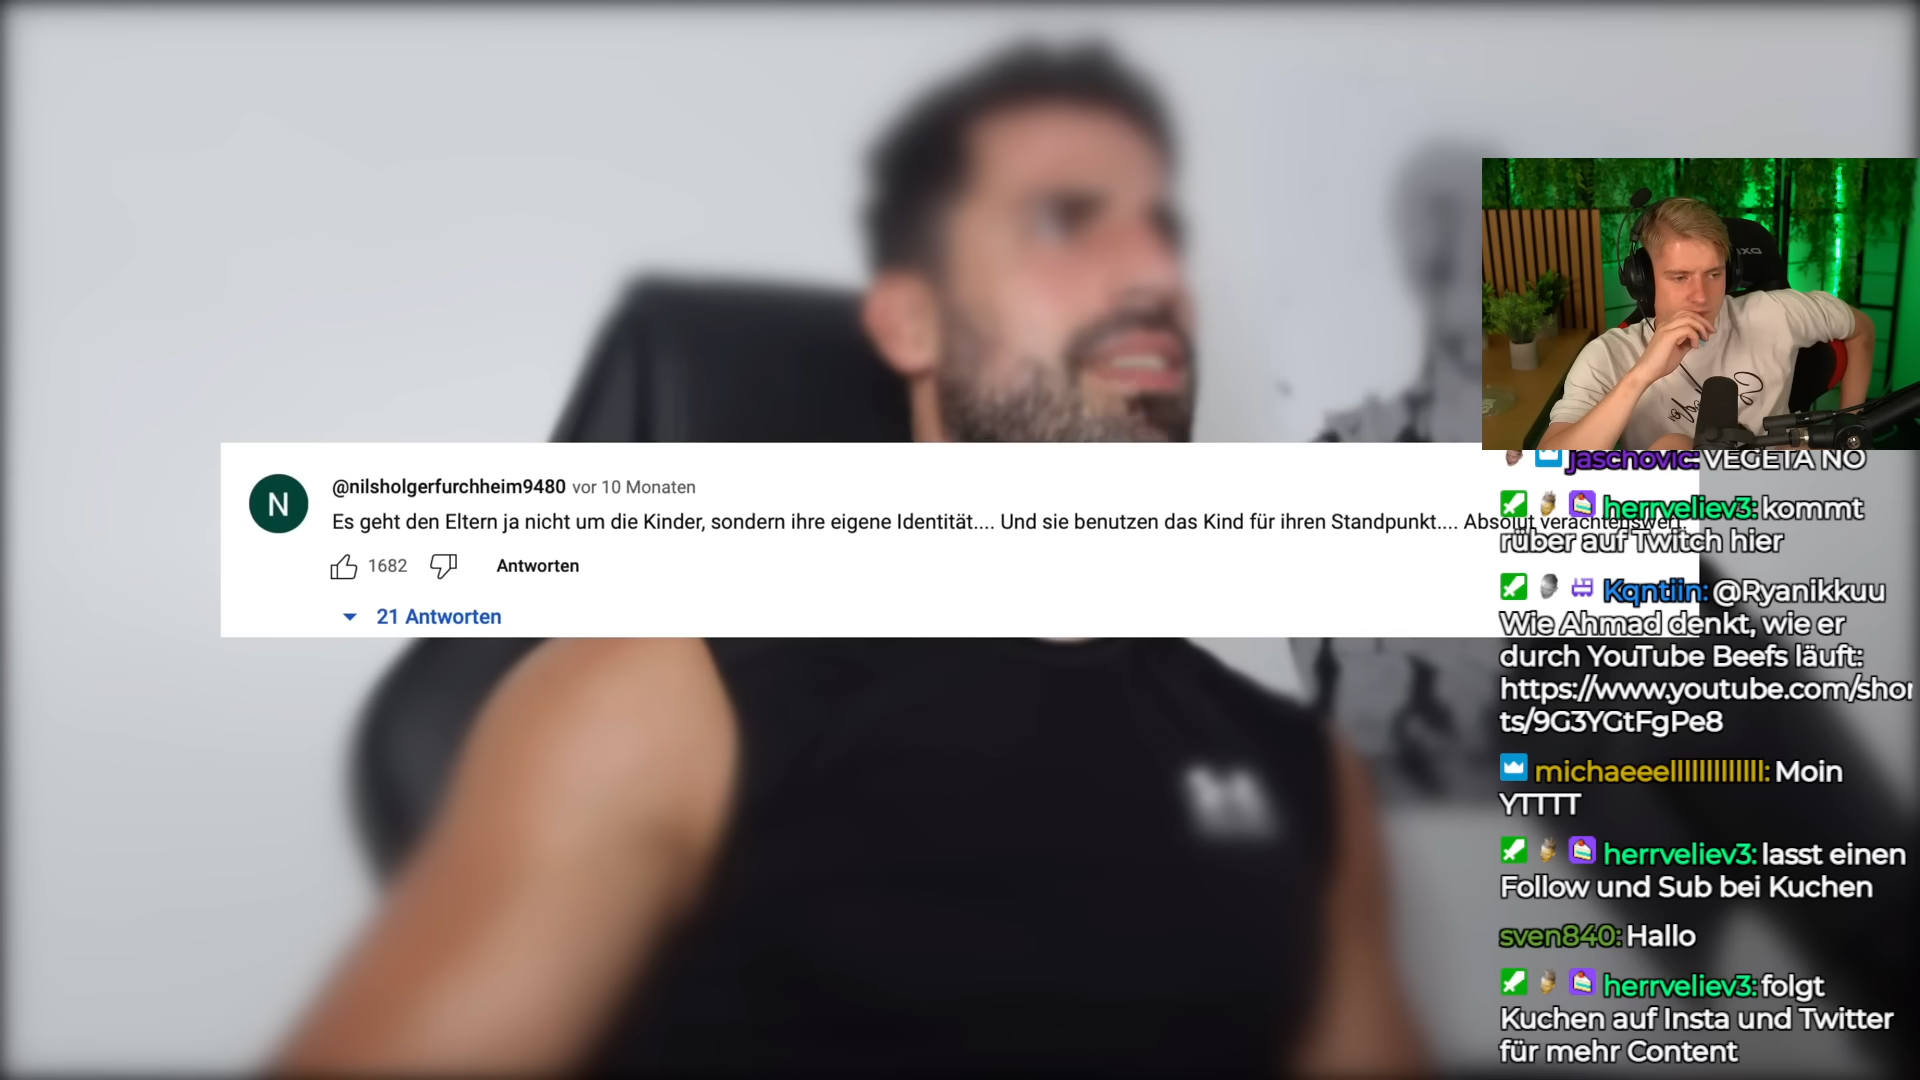 N
@nilsholgerfurchheim9480 vor 10 Monaten
Es geht den Eltern ja nicht um die Kinder, sondern ihre eigene Identität.... Und sie benutzen das Kind für ihren Standpunkt.... Absolut verachtenswert.
1682 Antworten
21 Antworten
jaschovic: VEGETA NO
herrveliev3: kommt
rüber auf Twitch hier
Kqntiin: @Ryanikkuu
Wie Ahmad denkt, wie er
durch YouTube Beefs läuft:
https://www.youtube.com/shor
ts/9G3YGtFgPe8
michaeeellllllllllllll: Moin
YTTTT
herrveliev3: lasst einen
Follow und Sub bei Kuchen
sven840: Hallo
herrveliev3: folgt
Kuchen auf Insta und Twitter
für mehr Content